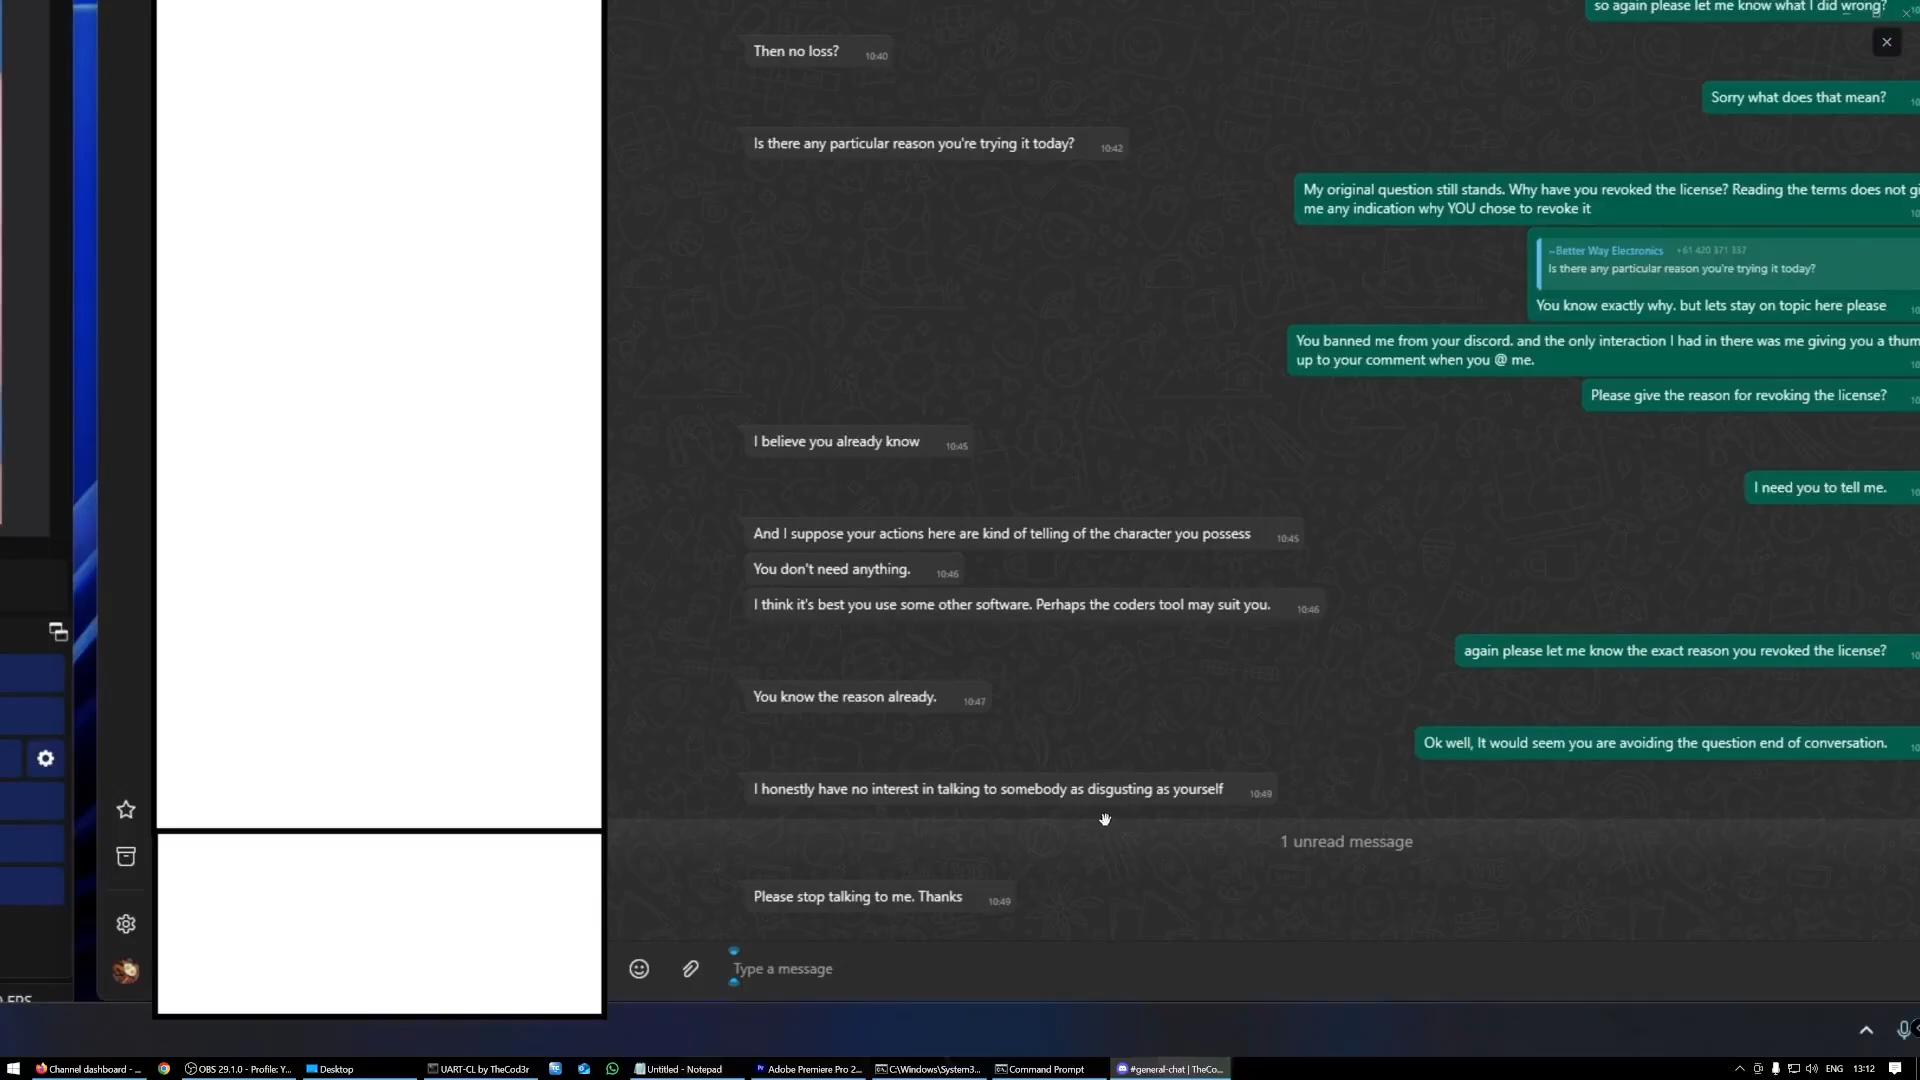 so again please let me know what I did wrong?
Then no loss? 10:40
Sorry what does that mean?
Is there any particular reason you're trying it today? 10:42
My original question still stands. Why have you revoked the license? Reading the terms does not gi
me any indication why YOU chose to revoke it
~Better Way Electronics +61 420 371 337
Is there any particular reason you're trying it today?
You know exactly why. but lets stay on topic here please
You banned me from your discord. and the only interaction I had in there was me giving you a thum
up to your comment when you @ me.
Please give the reason for revoking the license?
I believe you already know 10:45
I need you to tell me.
And I suppose your actions here are kind of telling of the character you possess 10:45
You don't need anything. 10:46
I think it's best you use some other software. Perhaps the coders tool may suit you. 10:46
again please let me know the exact reason you revoked the license?
You know the reason already. 10:47
Ok well, It would seem you are avoiding the question end of conversation.
I honestly have no interest in talking to somebody as disgusting as yourself 10:49
1 unread message
Please stop talking to me. Thanks 10:49
Type a message
Channel dashboard - ... OBS 29.1.0 - Profile: Y... Desktop UART-CL by TheCod3r Untitled - Notepad Adobe Premiere Pro 2... C:\Windows\System3... Command Prompt #general-chat | TheCo... ENG 13:12